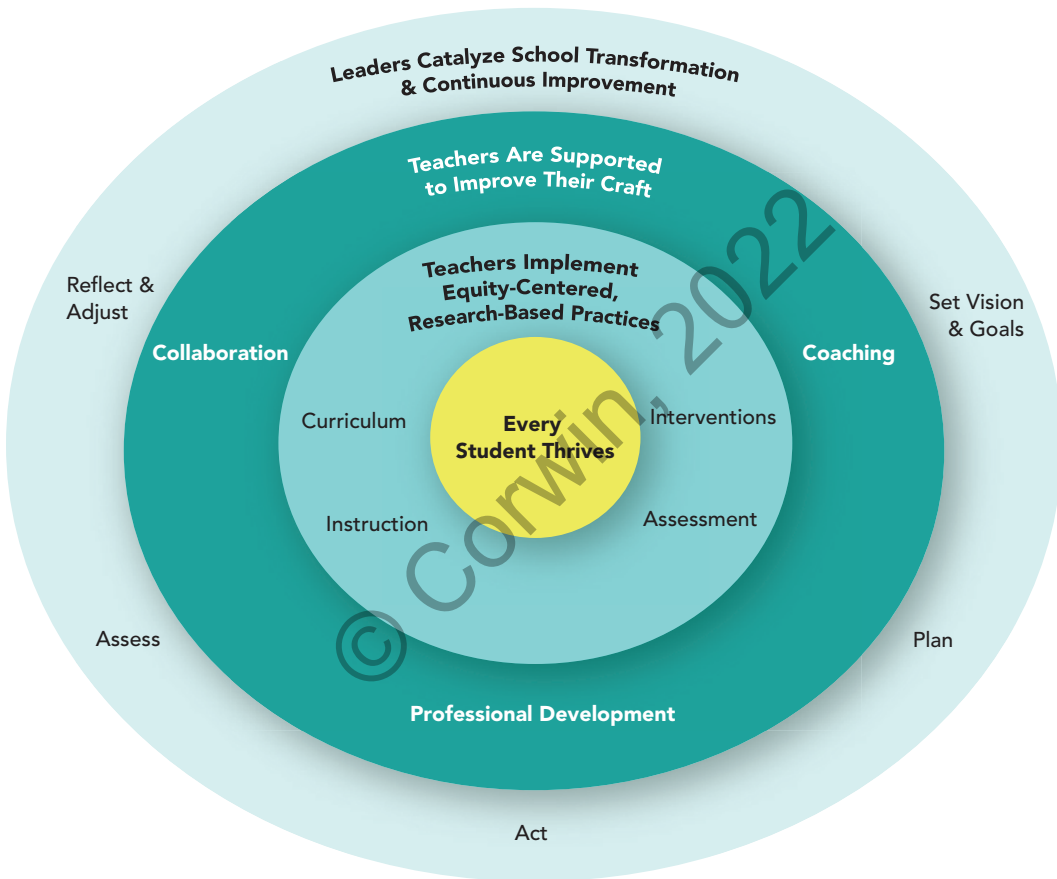 Leaders Catalyze School Transformation
& Continuous Improvement
Teachers Are Supported
to Improve Their Craft
Teachers Implement
Equity-Centered,
Research-Based Practices
Reflect &
Adjust
Set Vision
& Goals
Collaboration
Coaching
Curriculum
Interventions
Every
Student Thrives
Instruction
Assessment
Assess
Plan
Professional Development
Act
© Corwin, 2022